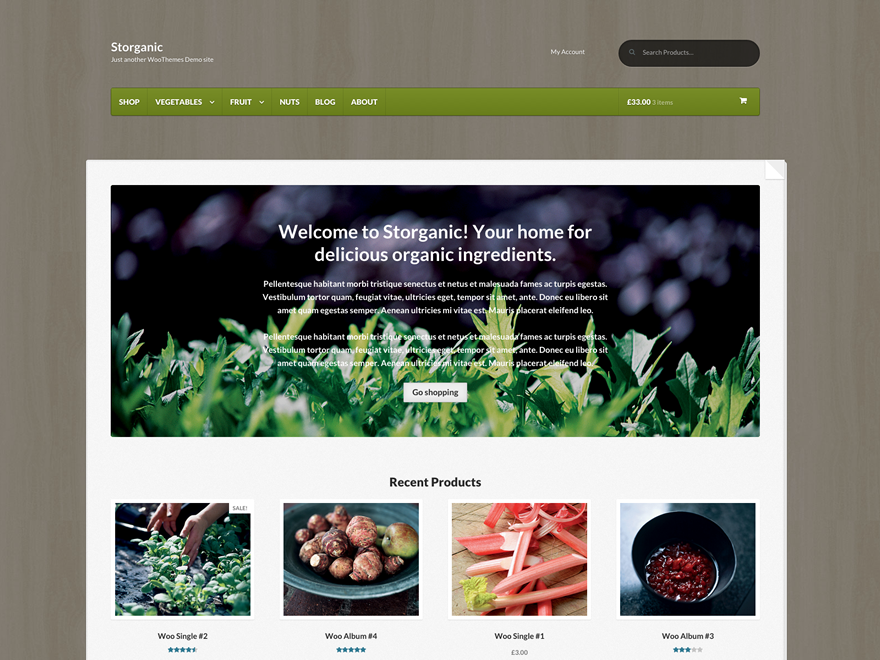 Storganic
Just another WooThemes Demo site
My Account
Search Products...
SHOP VEGETABLES FRUIT NUTS BLOG ABOUT £33.00 3 items
Welcome to Storganic! Your home for
delicious organic ingredients.
Pellentesque habitant morbi tristique senectus et netus et malesuada fames ac turpis egestas.
Vestibulum tortor quam, feugiat vitae, ultricies eget, tempor sit amet, ante. Donec eu libero sit
amet quam egestas semper. Aenean ultricies mi vitae est. Mauris placerat eleifend leo.
Pellentesque habitant morbi tristique senectus et netus et malesuada fames ac turpis egestas.
Vestibulum tortor quam, feugiat vitae, ultricies eget, tempor sit amet, ante. Donec eu libero sit
amet quam egestas semper. Aenean ultricies mi vitae est. Mauris placerat eleifend leo.
Go shopping
Recent Products
SALE!
Woo Single #2
Woo Album #4
Woo Single #1
£3.00
Woo Album #3